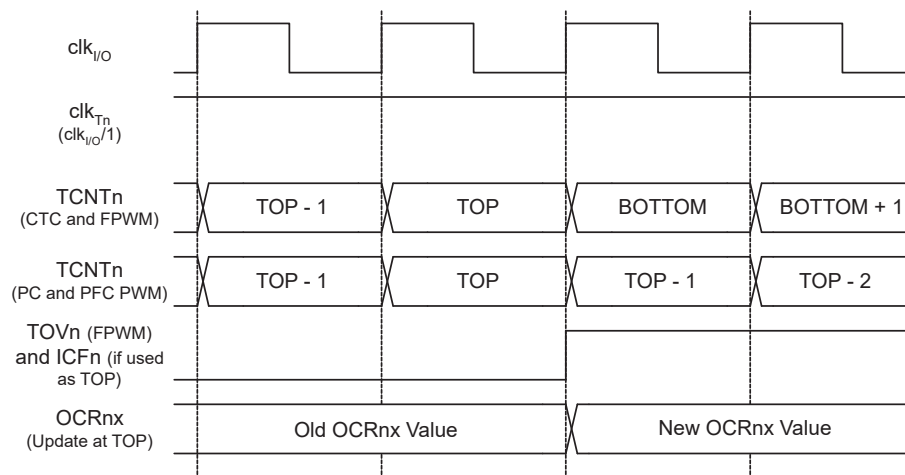 clkI/O
clkTn
(clkI/O/1)
TCNTn
(CTC and FPWM)
TOP - 1
TOP
BOTTOM
BOTTOM + 1
TCNTn
(PC and PFC PWM)
TOP - 1
TOP
TOP - 1
TOP - 2
TOVn (FPWM)
and ICFn (if used
as TOP)
OCRnx
(Update at TOP)
Old OCRnx Value
New OCRnx Value